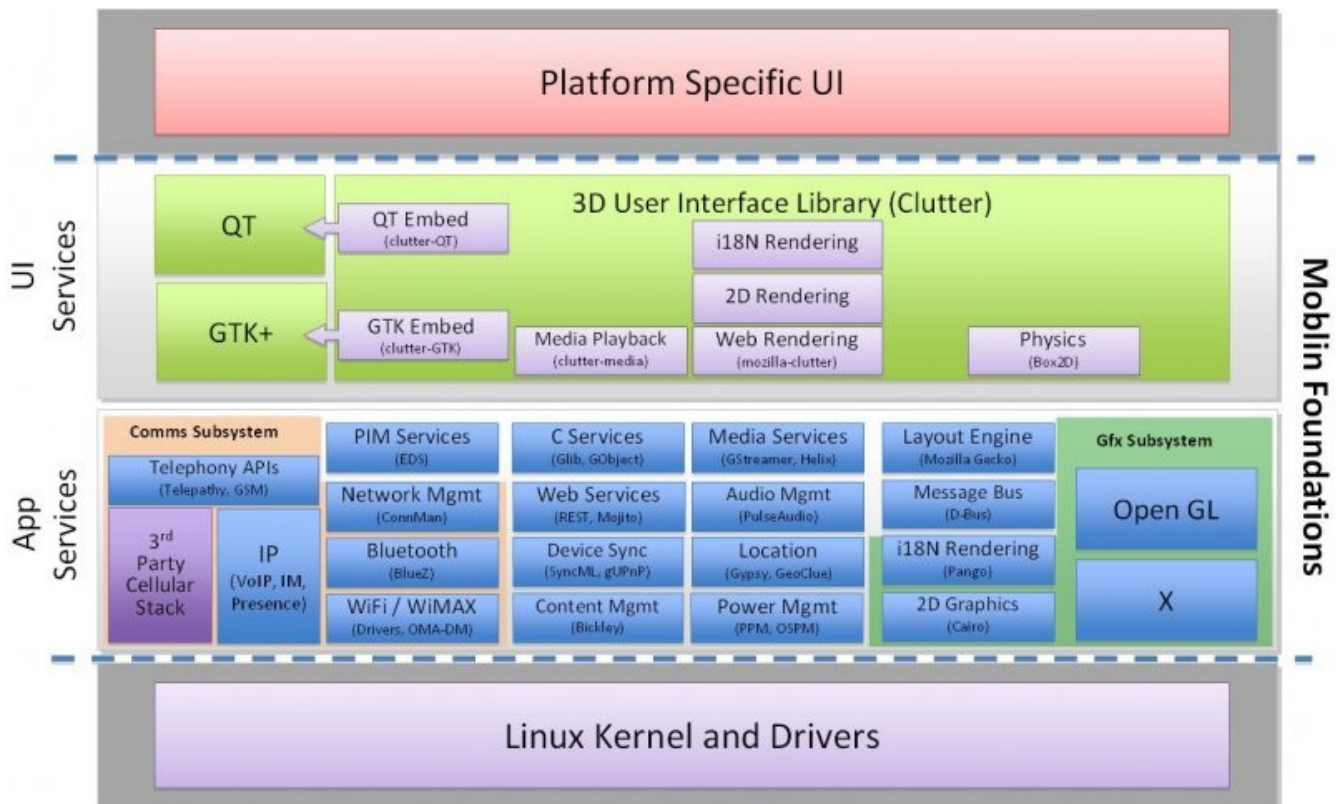 Platform Specific UI
UI
Services
QT
QT Embed
(clutter-QT)
3D User Interface Library (Clutter)
i18N Rendering
2D Rendering
GTK+
GTK Embed
(clutter-GTK)
Media Playback
(clutter-media)
Web Rendering
(mozilla-clutter)
Physics
(Box2D)
Moblin Foundations
App
Services
Comms Subsystem
Telephony APIs
(Telepathy, GSM)
3rd
Party
Cellular
Stack
IP
(VoIP, IM,
Presence)
PIM Services
(EDS)
Network Mgmt
(ConnMan)
Bluetooth
(BlueZ)
WiFi / WiMAX
(Drivers, OMA-DM)
C Services
(Glib, GObject)
Web Services
(REST, Mojito)
Device Sync
(SyncML, gUPnP)
Content Mgmt
(Bickley)
Media Services
(GStreamer, Helix)
Audio Mgmt
(PulseAudio)
Location
(Gypsy, GeoClue)
Power Mgmt
(PPM, OSPM)
Layout Engine
(Mozilla Gecko)
Message Bus
(D-Bus)
i18N Rendering
(Pango)
2D Graphics
(Cairo)
Gfx Subsystem
Open GL
X
Linux Kernel and Drivers